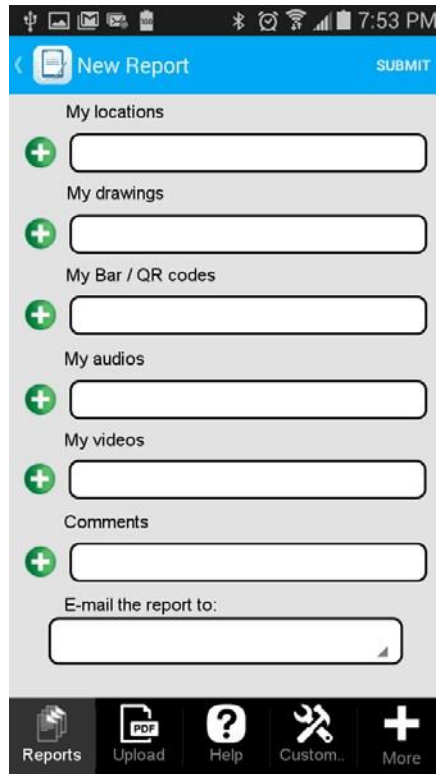 7:53 PM
New Report
SUBMIT
My locations
My drawings
My Bar / QR codes
My audios
My videos
Comments
E-mail the report to:
PDF
Reports
Upload
Help
Custom..
More